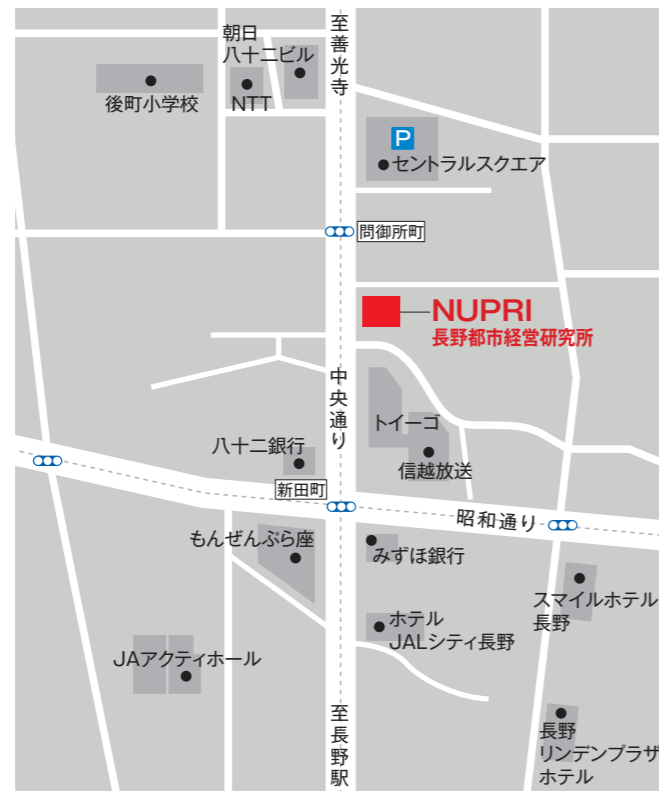 至善光寺
朝日
八十二ビル
後町小学校
NTT
P
セントラルスクエア
問御所町
NUPRI
長野都市経営研究所
中央通り
トイーゴ
信越放送
八十二銀行
新田町
昭和通り
もんぜんぷら座
みずほ銀行
スマイルホテル
長野
ホテル
JALシティ長野
JAアクティホール
至長野駅
長野
リンデンプラザ
ホテル